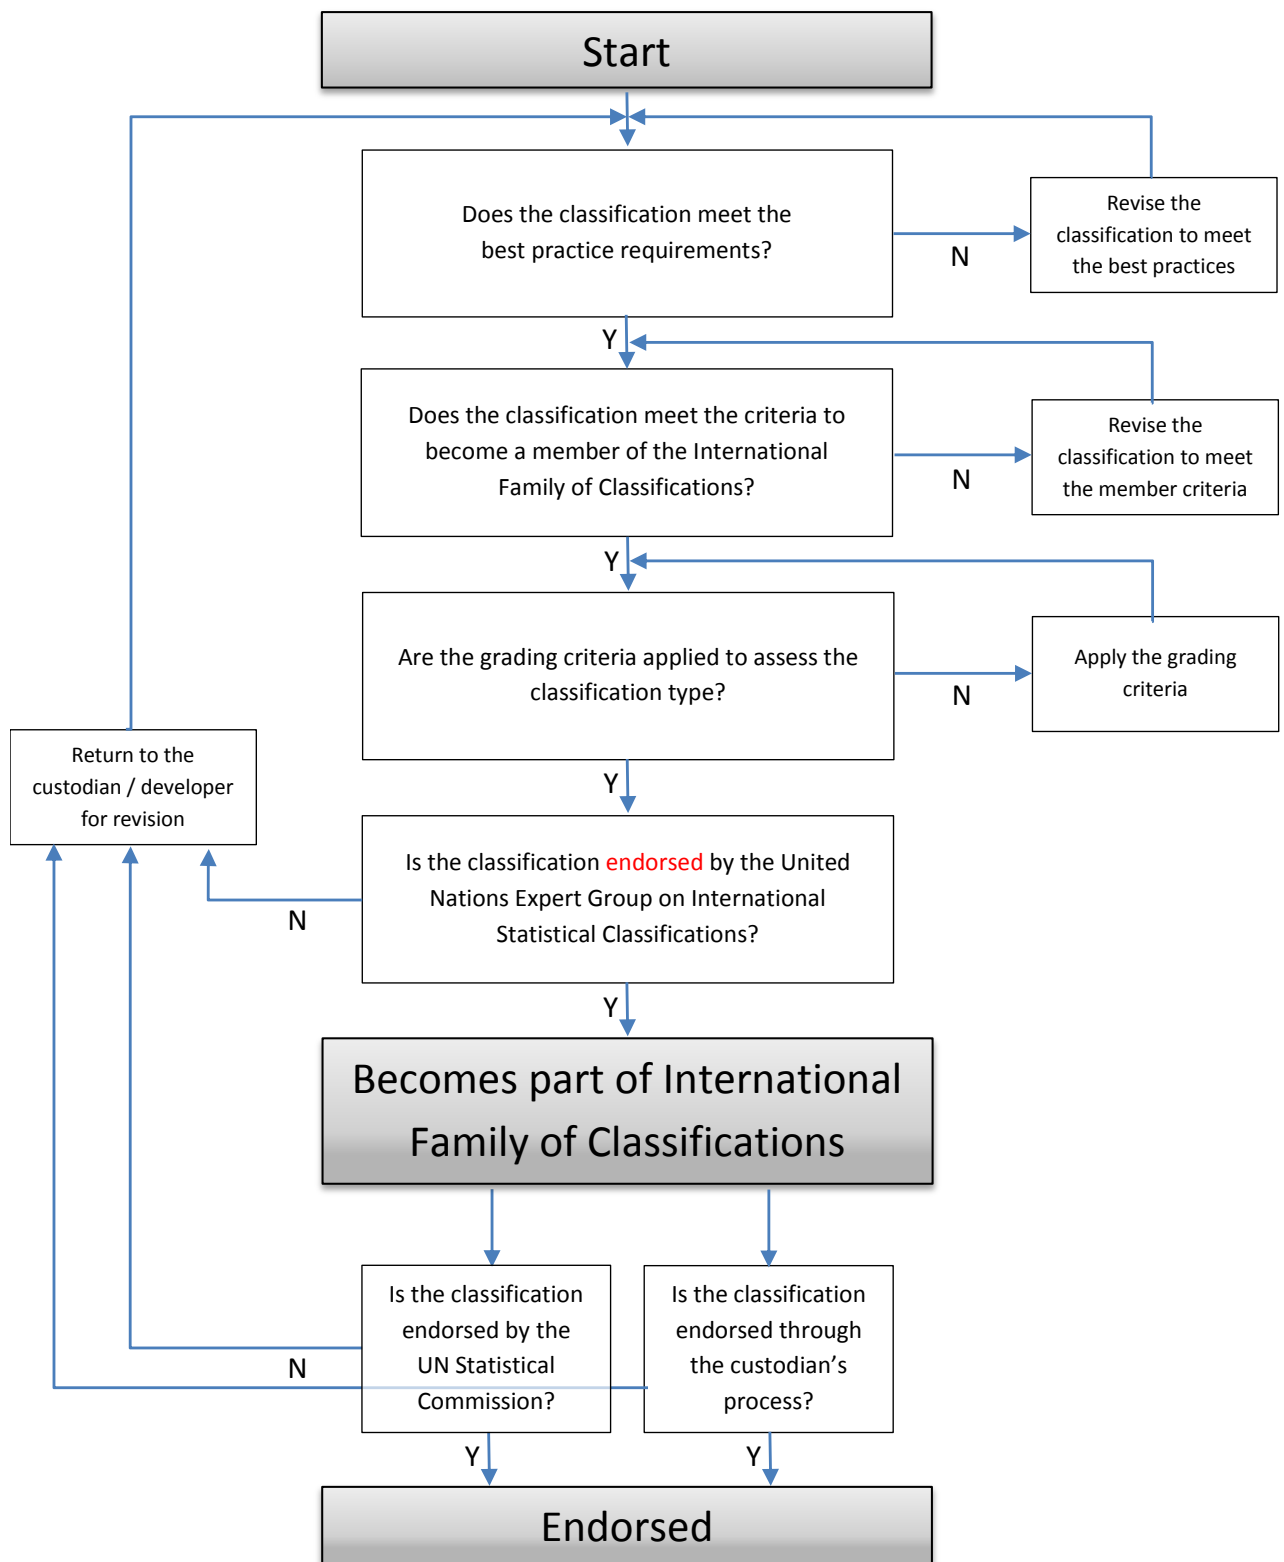 Start
Does the classification meet the
best practice requirements?
N
Revise the
classification to meet
the best practices
Y
Does the classification meet the criteria to
become a member of the International
Family of Classifications?
N
Revise the
classification to meet
the member criteria
Y
Are the grading criteria applied to assess the
classification type?
N
Apply the grading
criteria
Return to the
custodian / developer
for revision
Y
Is the classification endorsed by the United
Nations Expert Group on International
Statistical Classifications?
N
Y
Becomes part of International
Family of Classifications
Is the classification
endorsed by the
UN Statistical
Commission?
Is the classification
endorsed through
the custodian’s
process?
N
Y
Y
Endorsed